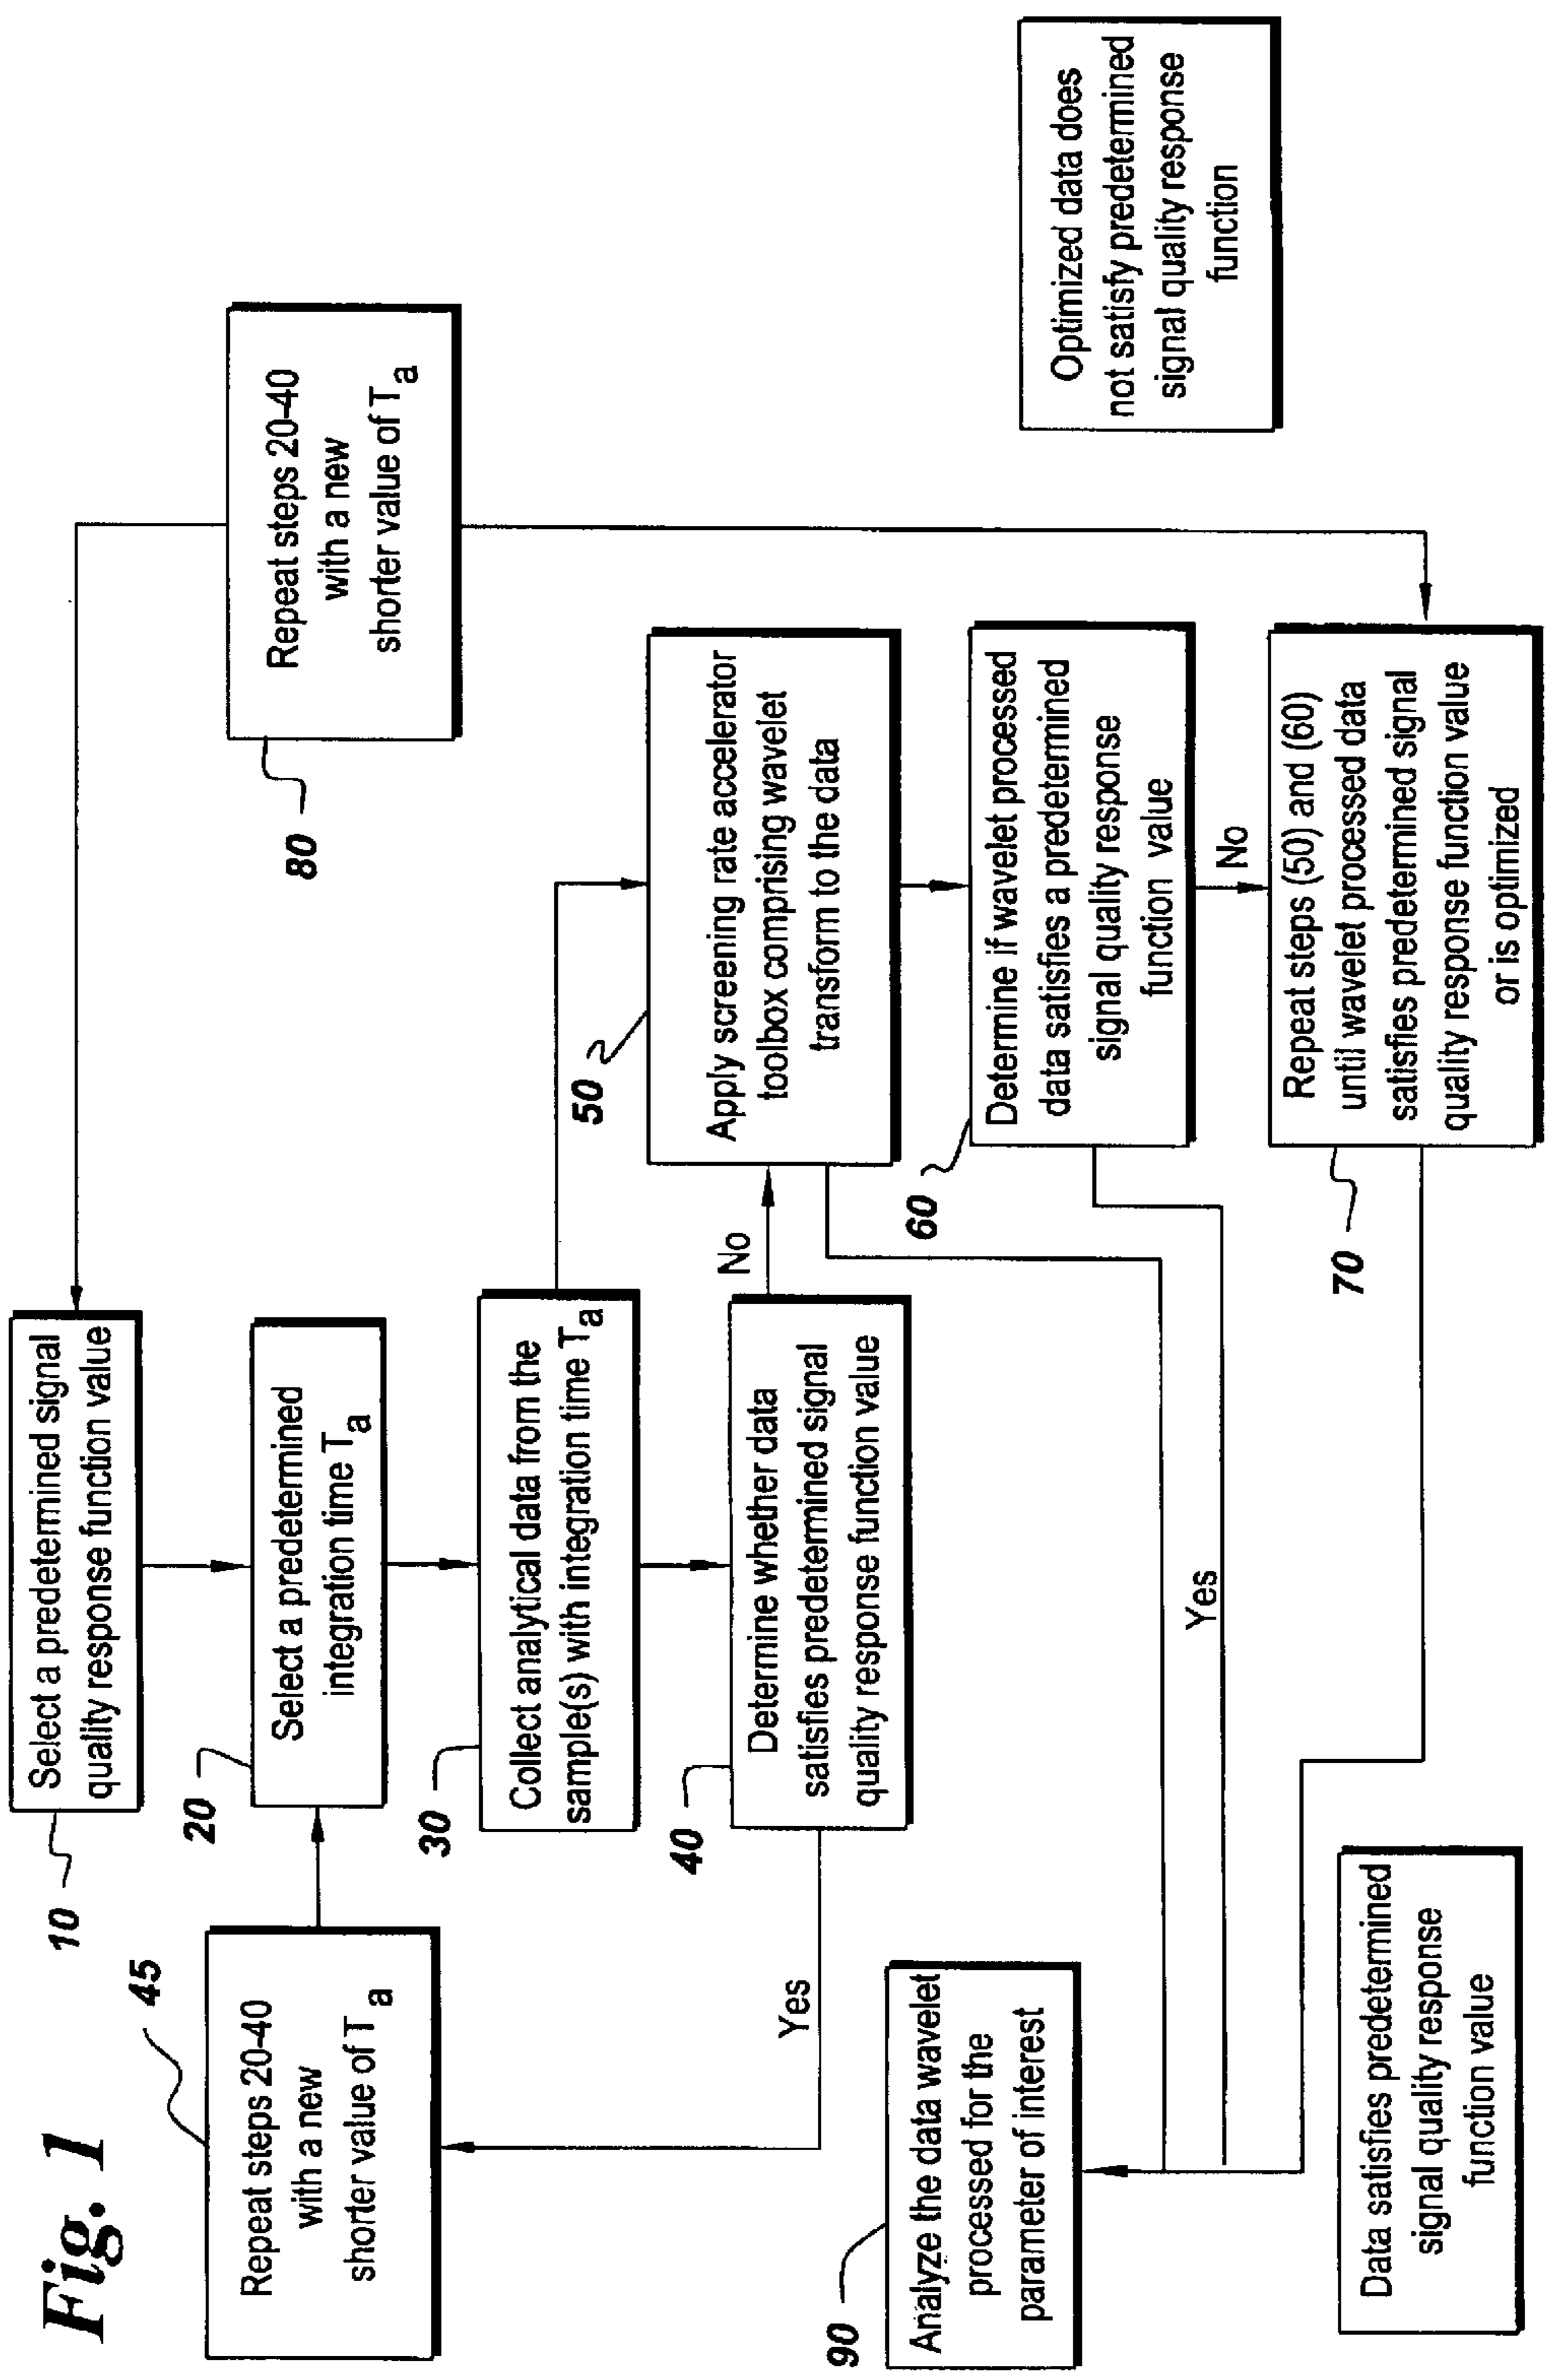 Fig. 1
10
Select a predetermined signal
quality response function value
20
Select a predetermined
integration time Ta
30
Collect analytical data from the
sample(s) with integration time Ta
40
Determine whether data
satisfies predetermined signal
quality response function value
Yes
No
45
Repeat steps 20-40
with a new
shorter value of Ta
50
Apply screening rate accelerator
toolbox comprising wavelet
transform to the data
60
Determine if wavelet processed
data satisfies a predetermined
signal quality response
function value
No
Yes
70
Repeat steps (50) and (60)
until wavelet processed data
satisfies predetermined signal
quality response function value
or is optimized
80
Repeat steps 20-40
with a new
shorter value of Ta
90
Analyze the data wavelet
processed for the
parameter of interest
Data satisfies predetermined
signal quality response
function value
Optimized data does
not satisfy predetermined
signal quality response
function